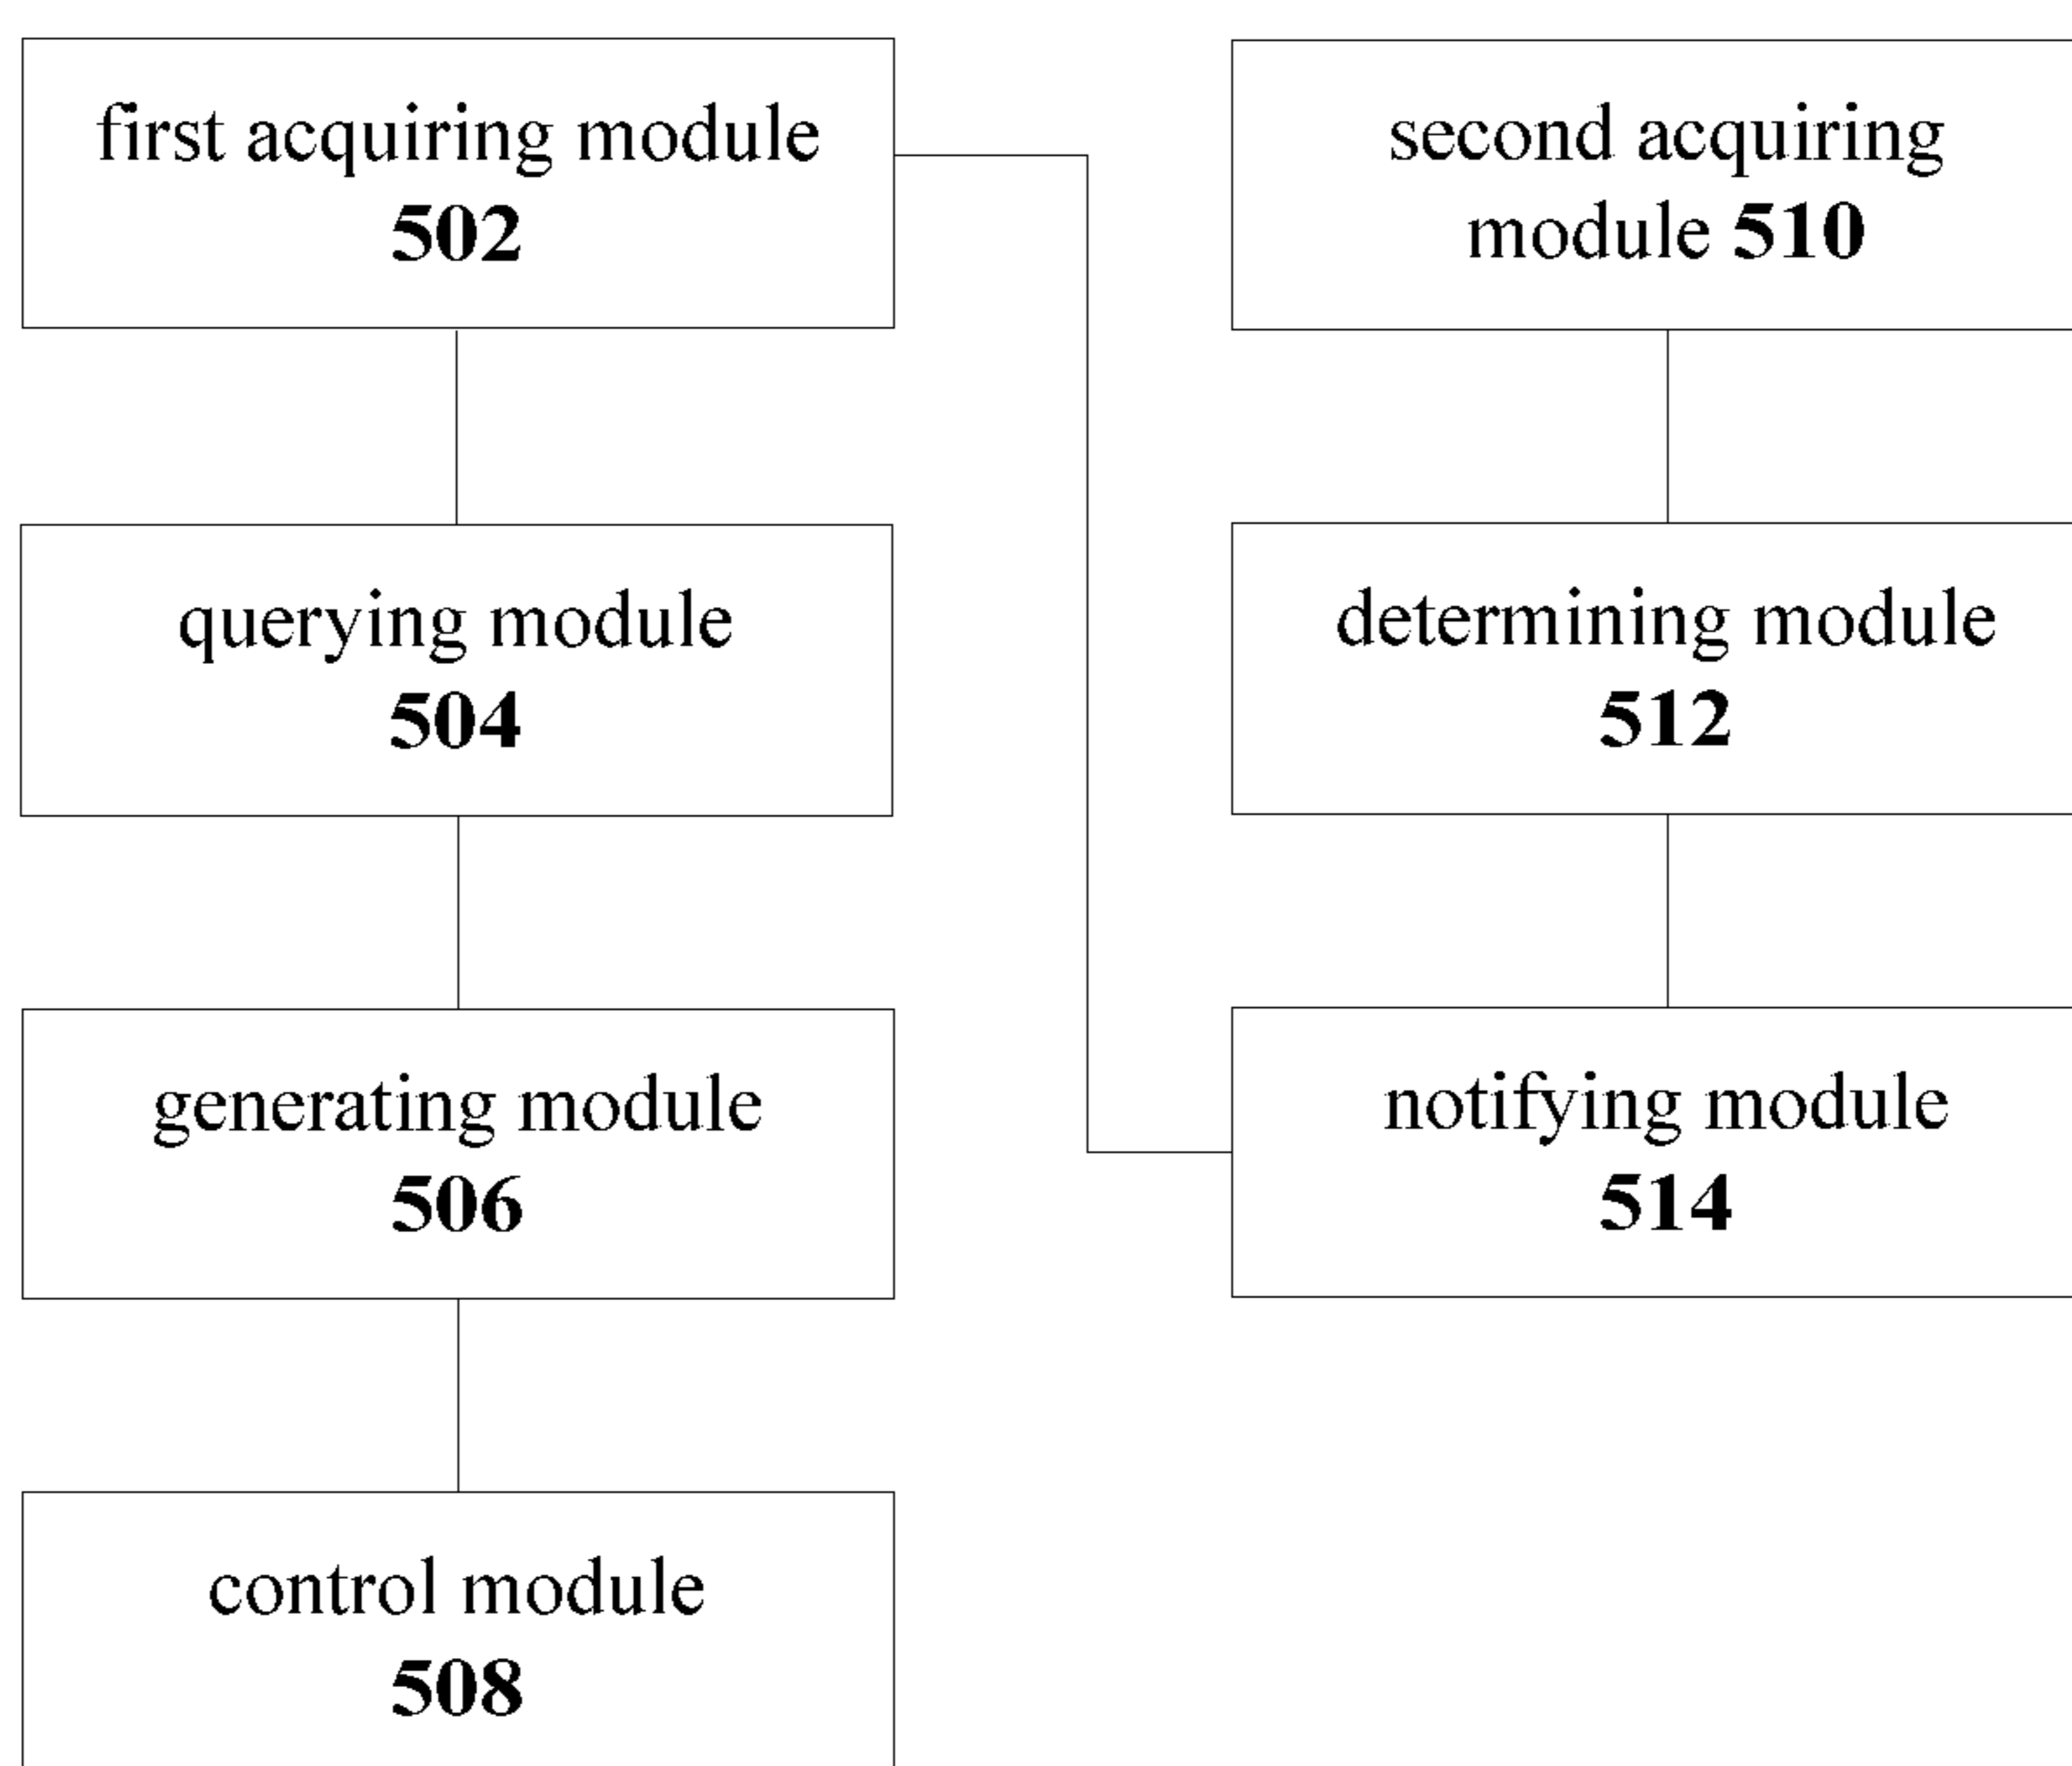 first acquiring module
502
querying module
504
generating module
506
control module
508
second acquiring
module 510
determining module
512
notifying module
514